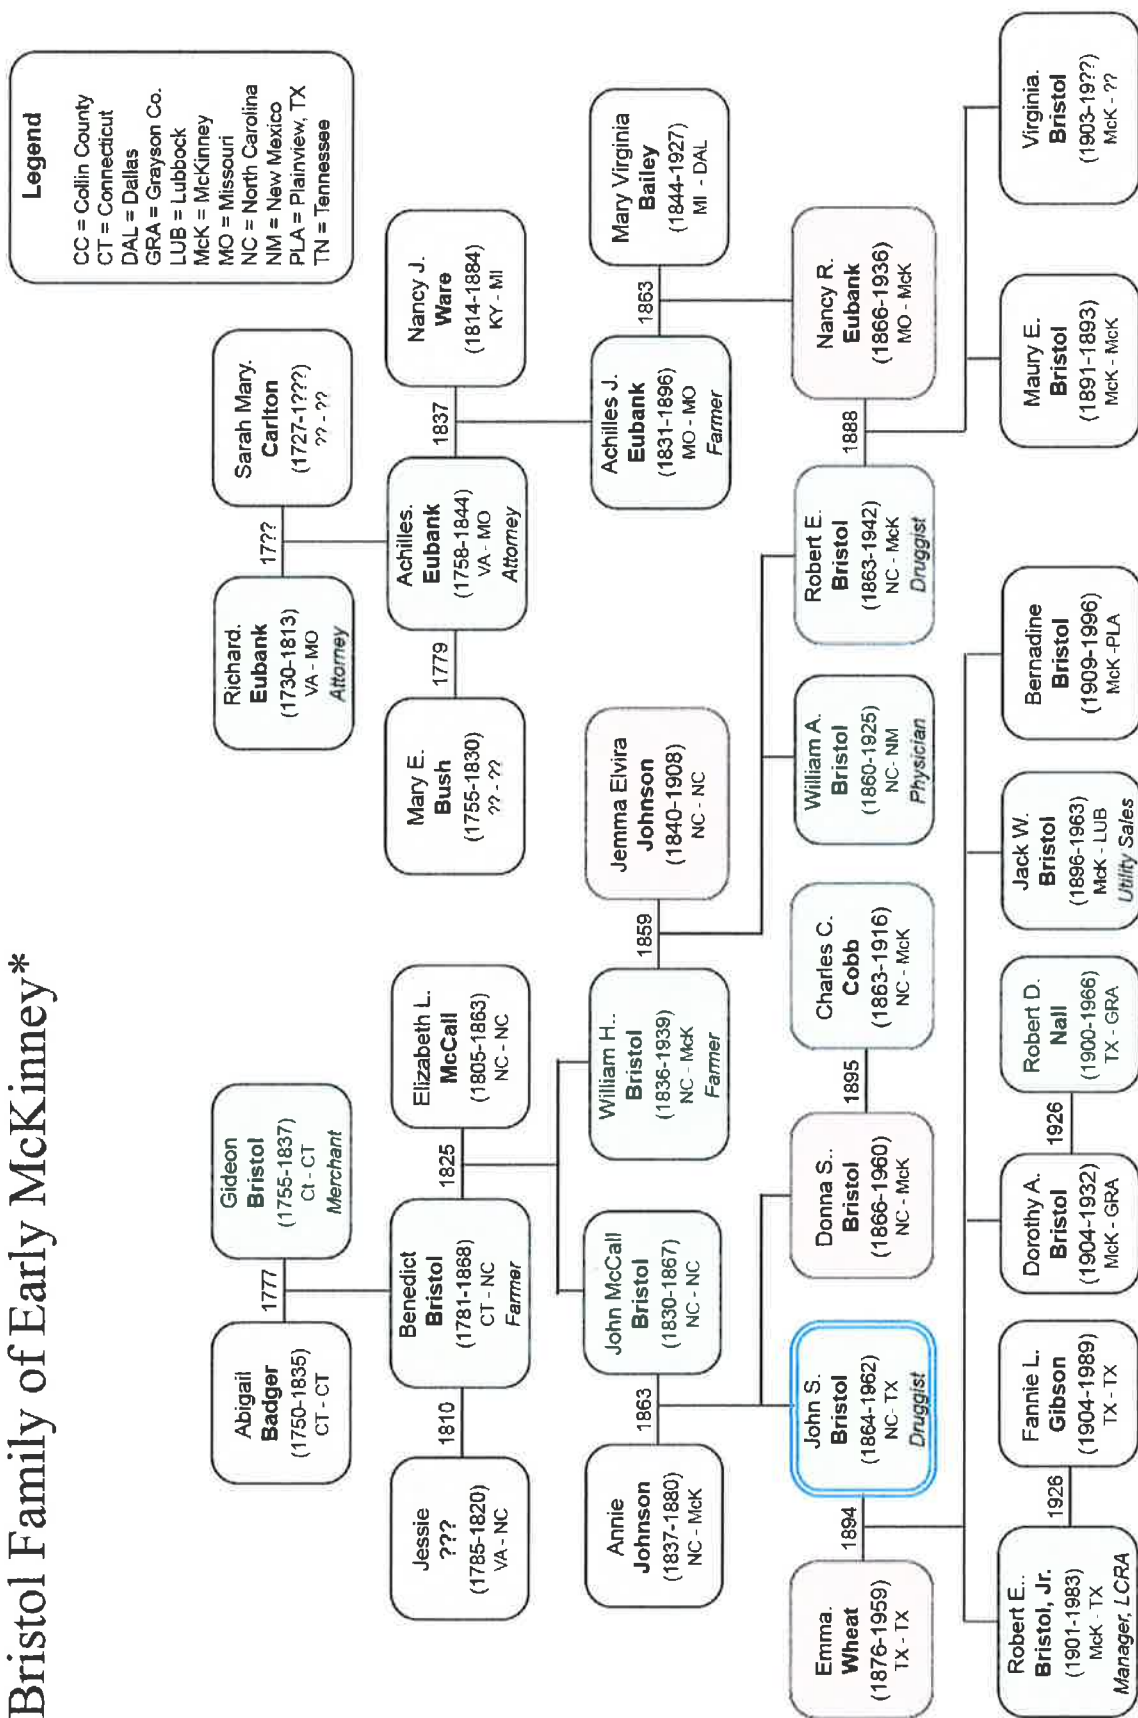 Bristol Family of Early McKinney*
Legend
CC = Collin County
CT = Connecticut
DAL = Dallas
GRA = Grayson Co.
LUB = Lubbock
McK = McKinney
MO = Missouri
NC = North Carolina
NM = New Mexico
PLA = Plainview, TX
TN = Tennessee
Abigail
Badger
(1750-1835)
CT - CT
1777
Gideon
Bristol
(1755-1837)
Ct - CT
Merchant
Richard.
Eubank
(1730-1813)
VA - MO
Attorney
17??
Sarah Mary.
Carlton
(1727-1???)
?? - ??
Jessie
???
(1785-1820)
VA - NC
1810
Benedict
Bristol
(1781-1868)
CT - NC
Farmer
1825
Elizabeth L.
McCall
(1805-1863)
NC - NC
Mary E.
Bush
(1755-1830)
?? - ??
1779
Achilles.
Eubank
(1758-1844)
VA - MO
Attorney
1837
Nancy J.
Ware
(1814-1884)
KY - MI
Annie
Johnson
(1837-1880)
NC - McK
1863
John McCall
Bristol
(1830-1867)
NC - NC
William H..
Bristol
(1836-1939)
NC - McK
Farmer
1859
Jemma Elvira
Johnson
(1840-1908)
NC - NC
Achilles J.
Eubank
(1831-1896)
MO - MO
Farmer
1863
Mary Virginia
Bailey
(1844-1927)
MI - DAL
Emma.
Wheat
(1876-1959)
TX - TX
1894
John S.
Bristol
(1864-1962)
NC- TX
Druggist
Donna S..
Bristol
(1866-1960)
NC - McK
1895
Charles C.
Cobb
(1863-1916)
NC - McK
William A.
Bristol
(1860-1925)
NC- NM
Physician
Robert E.
Bristol
(1863-1942)
NC - McK
Druggist
1888
Nancy R.
Eubank
(1866-1936)
MO - McK
Robert E..
Bristol, Jr.
(1901-1983)
McK - TX
Manager, LCRA
1926
Fannie L.
Gibson
(1904-1989)
TX - TX
Dorothy A.
Bristol
(1904-1932)
McK - GRA
1926
Robert D.
Nall
(1900-1966)
TX - GRA
Jack W.
Bristol
(1896-1963)
McK - LUB
Utility Sales
Bernadine
Bristol
(1909-1996)
McK -PLA
Maury E.
Bristol
(1891-1893)
McK - McK
Virginia.
Bristol
(1903-19??)
McK - ??